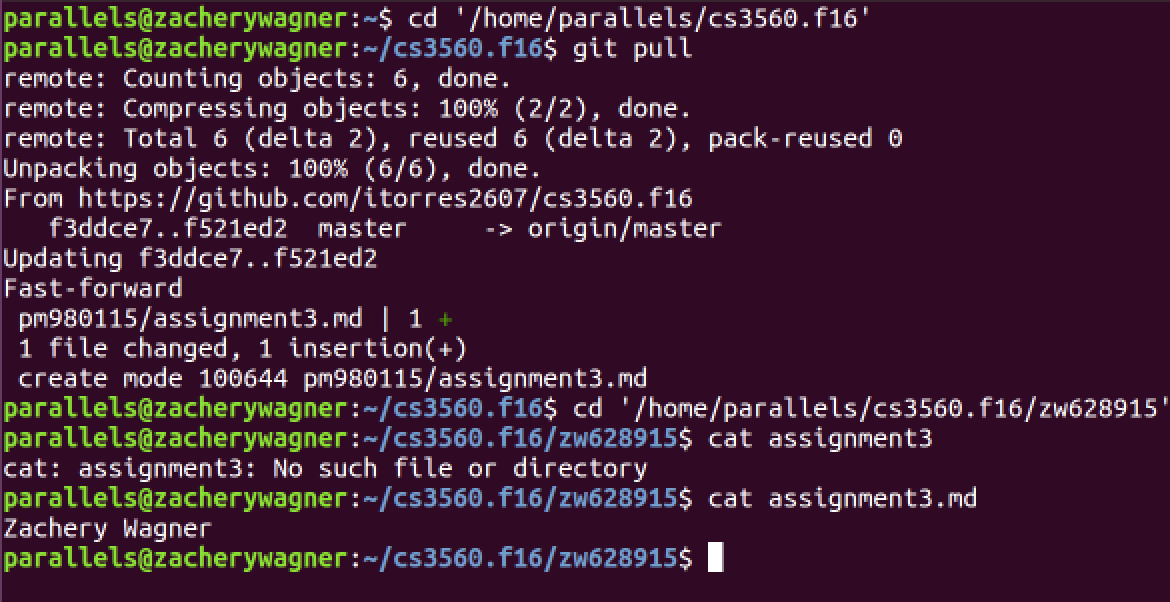 parallels@zacherywagner:~$ cd '/home/parallels/cs3560.f16'
parallels@zacherywagner:~/cs3560.f16$ git pull
remote: Counting objects: 6, done.
remote: Compressing objects: 100% (2/2), done.
remote: Total 6 (delta 2), reused 6 (delta 2), pack-reused 0
Unpacking objects: 100% (6/6), done.
From https://github.com/itorres2607/cs3560.f16
   f3ddce7..f521ed2  master     -> origin/master
Updating f3ddce7..f521ed2
Fast-forward
 pm980115/assignment3.md | 1 +
 1 file changed, 1 insertion(+)
 create mode 100644 pm980115/assignment3.md
parallels@zacherywagner:~/cs3560.f16$ cd '/home/parallels/cs3560.f16/zw628915'
parallels@zacherywagner:~/cs3560.f16/zw628915$ cat assignment3
cat: assignment3: No such file or directory
parallels@zacherywagner:~/cs3560.f16/zw628915$ cat assignment3.md
Zachery Wagner
parallels@zacherywagner:~/cs3560.f16/zw628915$